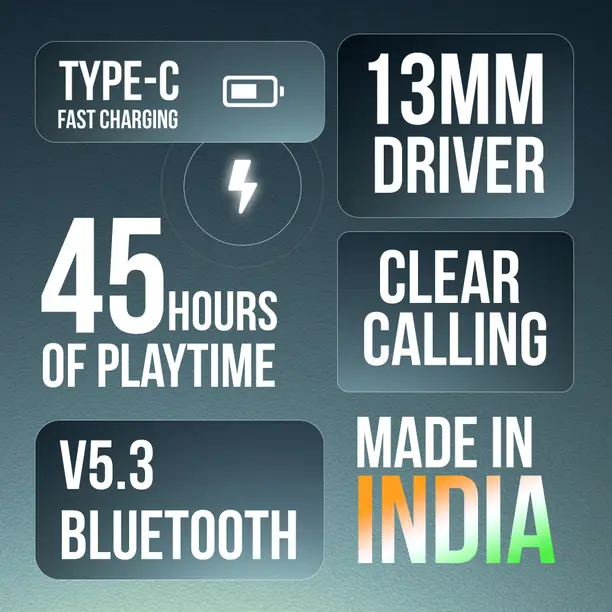 TYPE-C
FAST CHARGING
13MM
DRIVER
45 HOURS
OF PLAYTIME
CLEAR
CALLING
V5.3
BLUETOOTH
MADE IN
INDIA